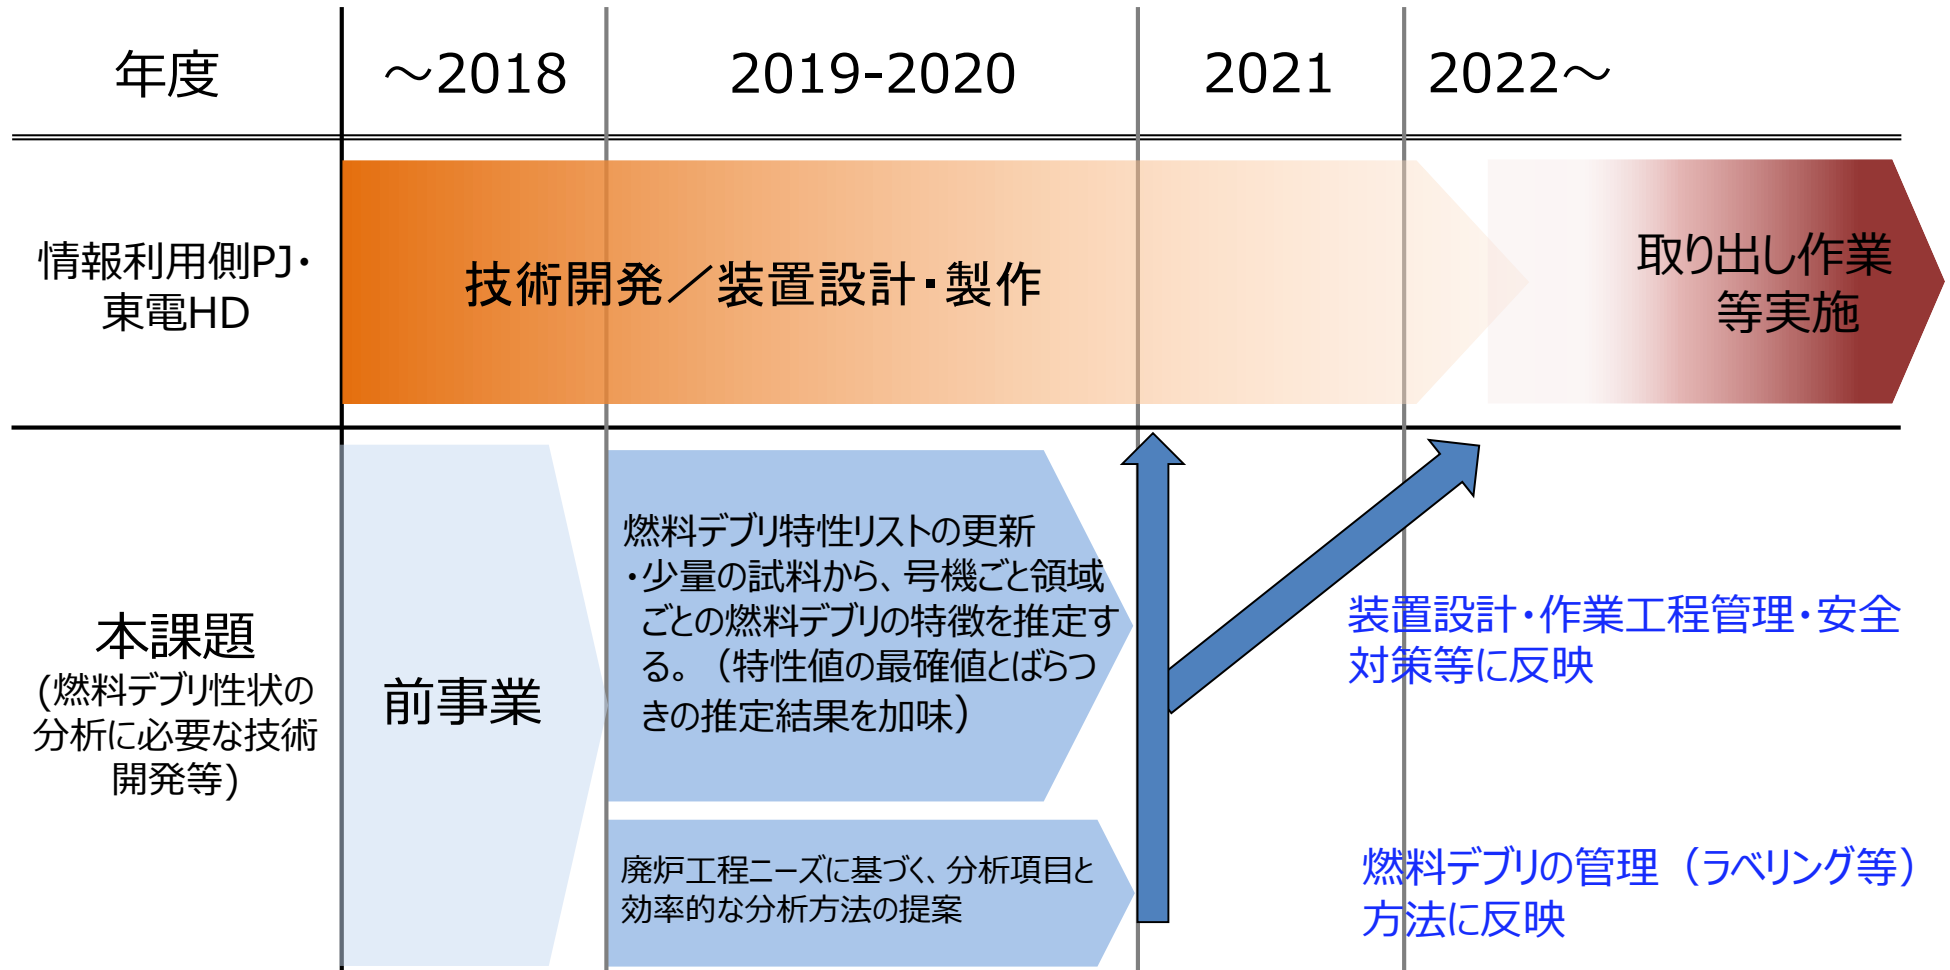 年度
～2018
2019-2020
2021
2022～
情報利用側PJ・
東電HD
技術開発／装置設計・製作
取り出し作業
等実施
本課題
(燃料デブリ性状の
分析に必要な技術
開発等)
前事業
燃料デブリ特性リストの更新
・少量の試料から、号機ごと領域
ごとの燃料デブリの特徴を推定す
る。（特性値の最確値とばらつ
きの推定結果を加味）
廃炉工程ニーズに基づく、分析項目と
効率的な分析方法の提案
装置設計・作業工程管理・安全
対策等に反映
燃料デブリの管理（ラベリング等）
方法に反映